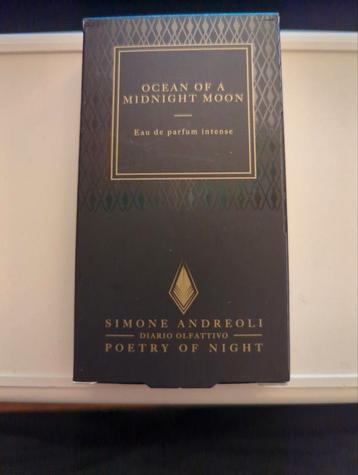 OCEAN OF A
MIDNIGHT MOON
Eau de parfum intense
SIMONE ANDREOLI
DIARIO OLFATTIVO
POETRY OF NIGHT